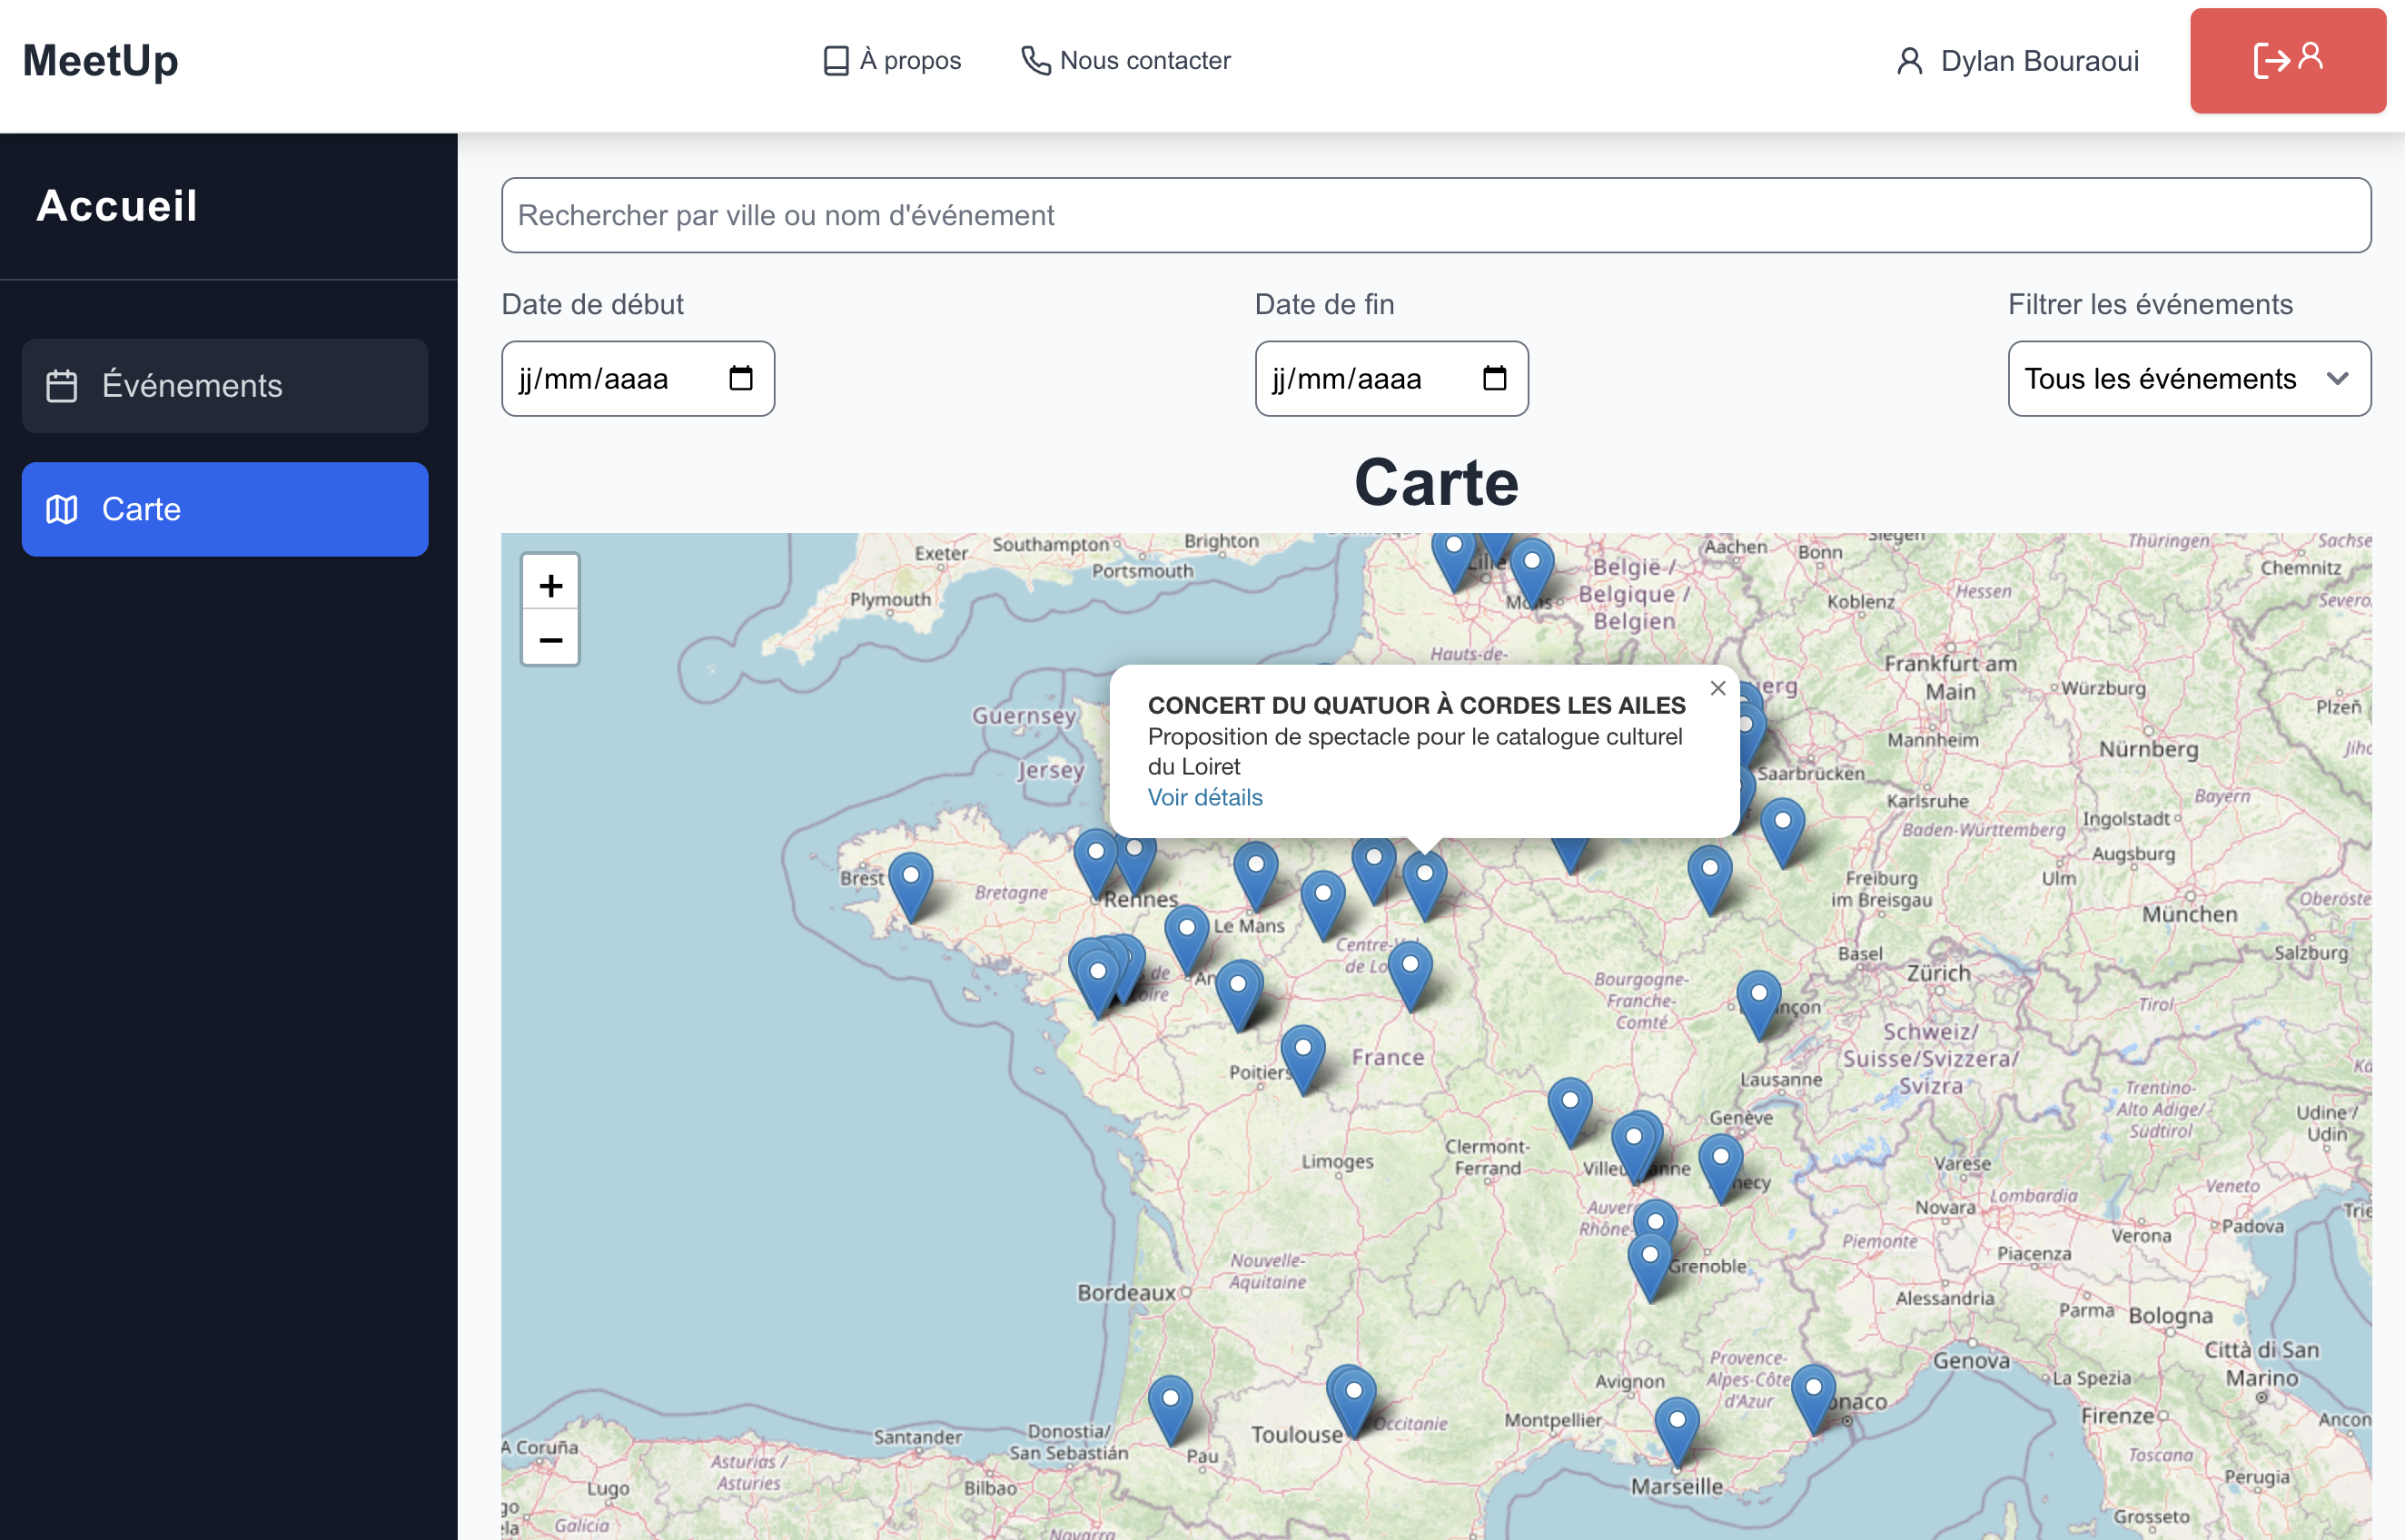 MeetUp
À propos
Nous contacter
Dylan Bouraoui
Accueil
Événements
Carte
Rechercher par ville ou nom d'événement
Date de début
Date de fin
Filtrer les événements
jj/mm/aaaa
jj/mm/aaaa
Tous les événements
Carte
+
−
CONCERT DU QUATUOR À CORDES LES AILES
Proposition de spectacle pour le catalogue culturel
du Loiret
Voir détails
Exeter
Southampton
Brighton
Portsmouth
Plymouth
Lille
Mons
België /
Belgique /
Belgien
Aachen
Bonn
Siegen
Thüringen
Chemnitz
Koblenz
Hessen
Hauts-de-
Frankfurt am
Main
Würzburg
Plzeň
Guernsey
Jersey
Mannheim
Nürnberg
Saarbrücken
Karlsruhe
Bayern
Baden-Württemberg
Ingolstadt
Augsburg
Brest
Bretagne
Rennes
Le Mans
Freiburg
im Breisgau
Ulm
München
Salzburg
Basel
Zürich
Bourgogne-
Franche-
Comté
Tirol
Schweiz/
Suisse/Svizzera/
Svizra
Poitiers
France
Lausanne
Trentino-
Alto Adige/
Südtirol
Udine/
Udin
Genève
Limoges
Clermont-
Ferrand
Varese
Lombardia
Veneto
Novara
Padova
Verona
Piemonte
Piacenza
Nouvelle-
Aquitaine
Grenoble
Bordeaux
Alessandria
Parma
Bologna
Genova
Città di San
Marino
Provence-
Alpes-Côte
d'Azur
Avignon
La Spezia
Firenze
Toulouse
Occitanie
Montpellier
Marseille
Toscana
Perugia
Grosseto
A Coruña
Santander
Donostia/
San Sebastián
Pau
Asturias /
Asturies
Lugo
Bilbao
Galicia
Navarra